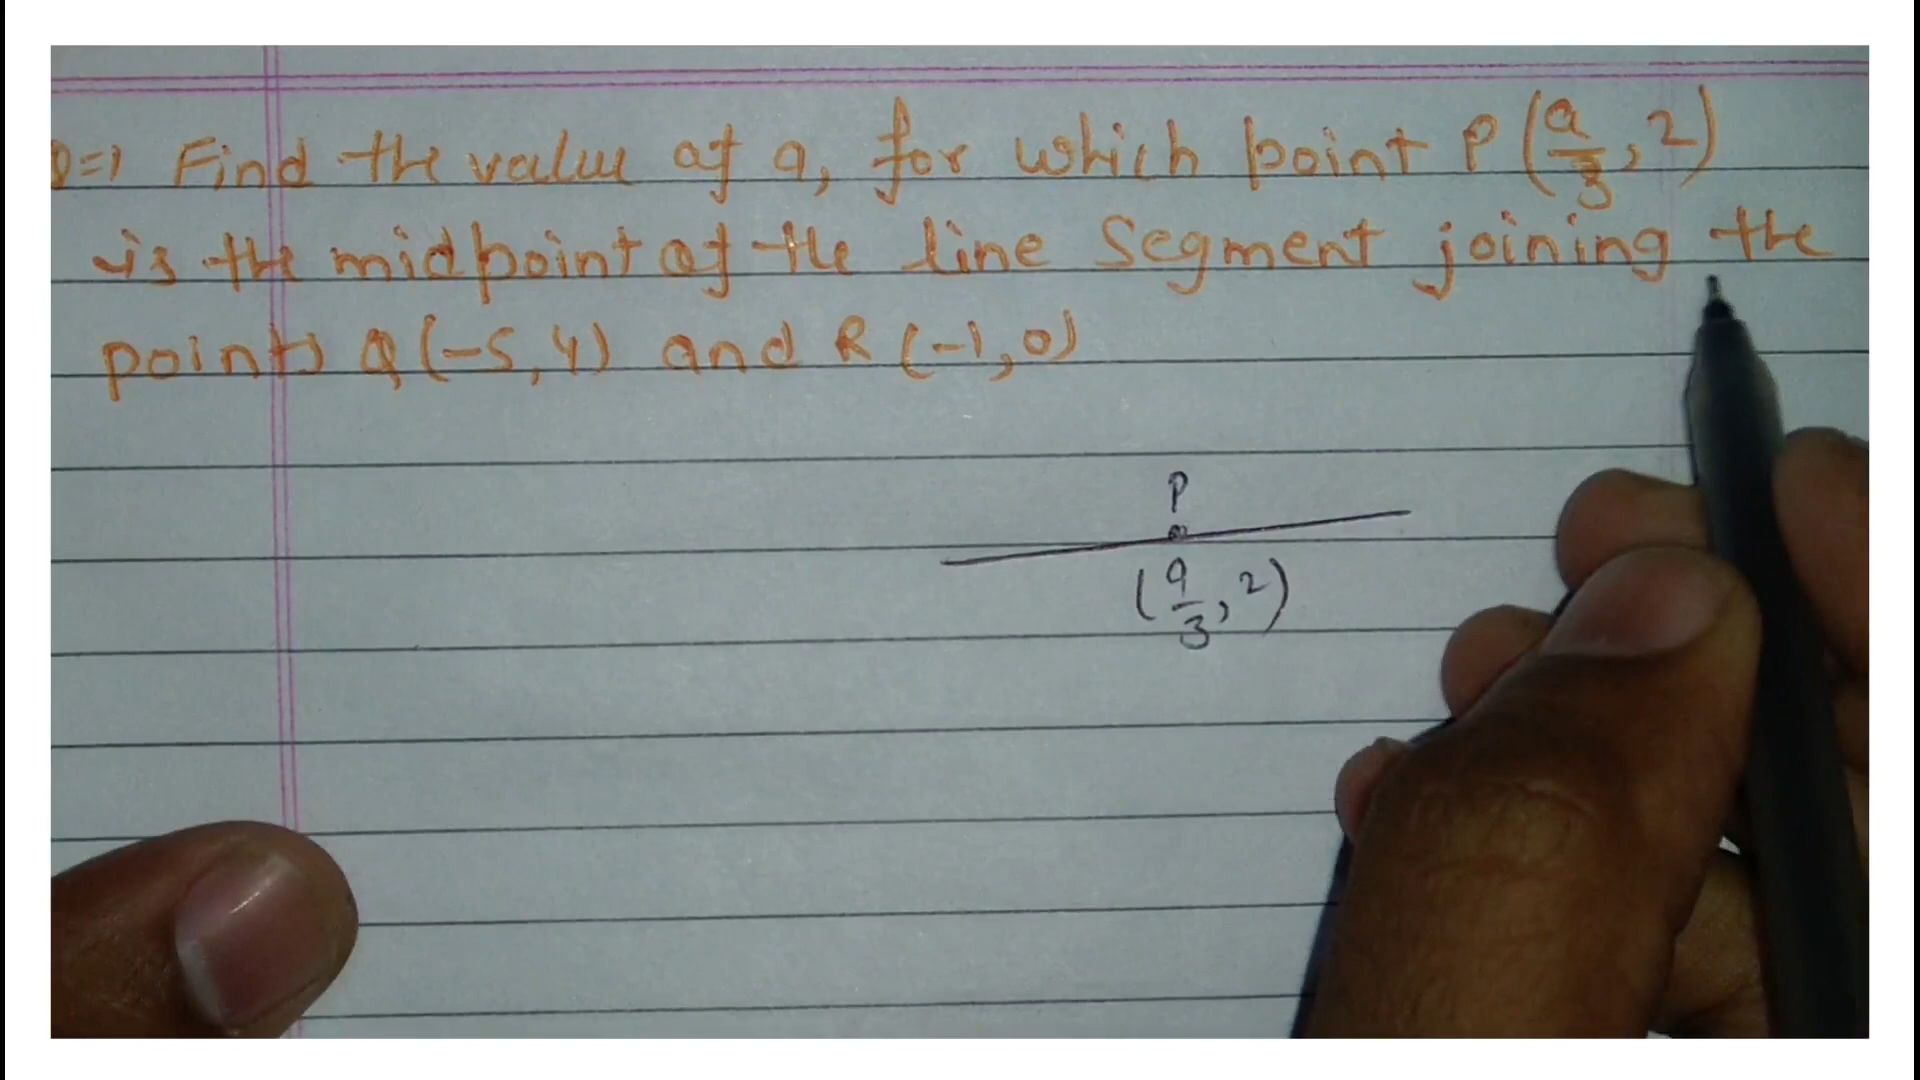 Q=1 Find the value of a, for which point P(a/3, 2)
is the midpoint of the line segment joining the
points Q(-5,4) and R(-1,0)
P
(a/3, 2)